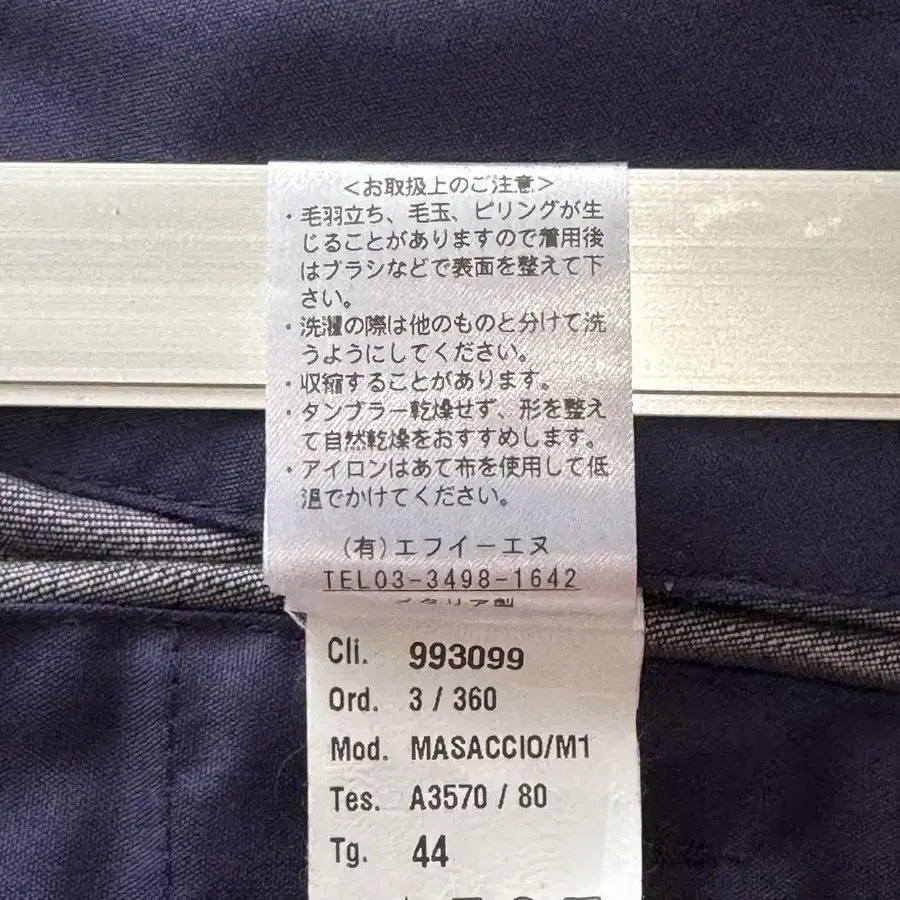 <お取扱上のご注意>
・毛羽立ち、毛玉、ピリングが生
じることがありますので着用後
はブラシなどで表面を整えて下
さい。
・洗濯の際は他のものと分けて洗
うようにしてください。
・収縮することがあります。
・タンブラー乾燥せず、形を整え
て自然乾燥をおすすめします。
・アイロンはあて布を使用して低
温でかけてください。
(有)エフイーエヌ
TEL03-3498-1642
イタリア製
Cli. 993099
Ord. 3 / 360
Mod. MASACCIO/M1
Tes. A3570 / 80
Tg. 44